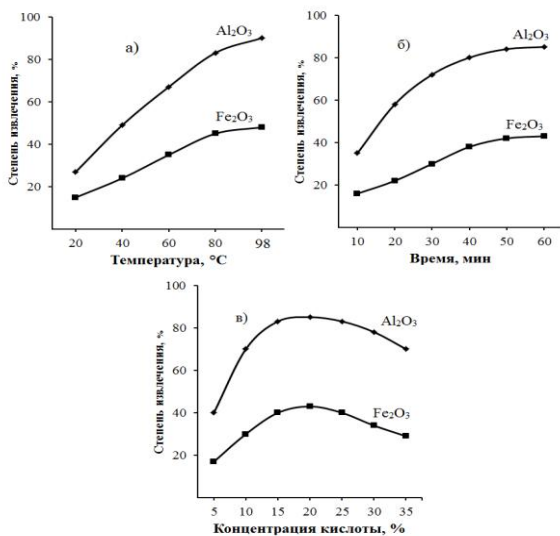 а)
Al₂O₃
Fe₂O₃
Степень извлечения, %
100
80
60
40
20
20 40 60 80 98
Температура, °C
б)
Al₂O₃
Fe₂O₃
Степень извлечения, %
100
80
60
40
20
10 20 30 40 50 60
Время, мин
в)
Al₂O₃
Fe₂O₃
Степень извлечения, %
100
80
60
40
20
5 10 15 20 25 30 35
Концентрация кислоты, %